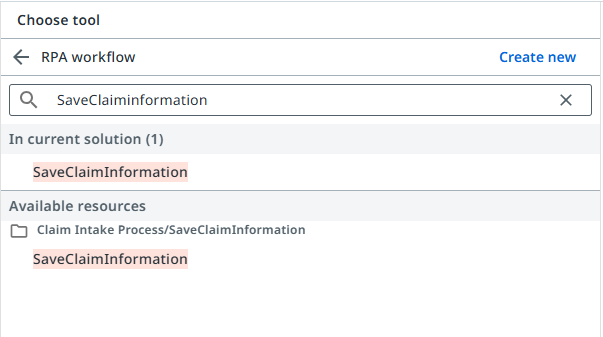 Choose tool
RPA workflow Create new
SaveClaiminformation
In current solution (1)
SaveClaimInformation
Available resources
Claim Intake Process/SaveClaimInformation
SaveClaimInformation